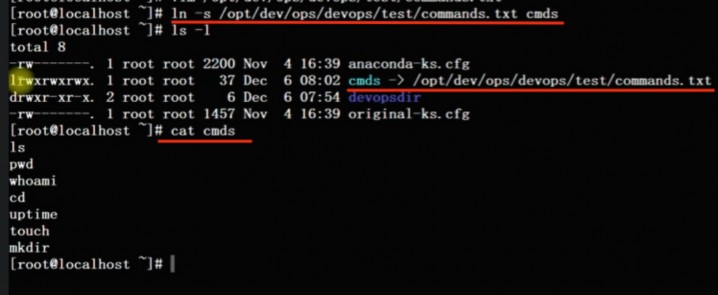 [root@localhost ~]# ln -s /opt/dev/ops/devops/test/commands.txt cmds
[root@localhost ~]# ls -l
total 8
-rw-------. 1 root root 2200 Nov  4 16:39 anaconda-ks.cfg
lrwxrwxrwx. 1 root root   37 Dec  6 08:02 cmds -> /opt/dev/ops/devops/test/commands.txt
drwxr-xr-x. 2 root root    6 Dec  6 07:54 devopsdir
-rw-------. 1 root root 1457 Nov  4 16:39 original-ks.cfg
[root@localhost ~]# cat cmds
ls
pwd
whoami
cd
uptime
touch
mkdir
[root@localhost ~]#